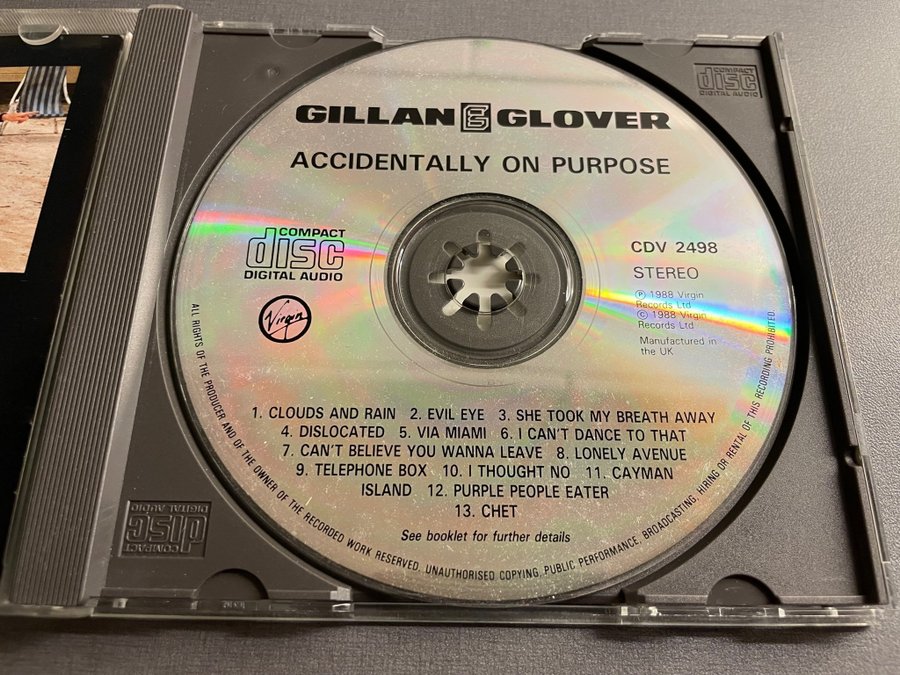 COMPACT
disc
DIGITAL AUDIO
GILLAN & GLOVER
ACCIDENTALLY ON PURPOSE
COMPACT
disc
DIGITAL AUDIO
Virgin
CDV 2498
STEREO
℗ 1988 Virgin
Records Ltd
© 1988 Virgin
Records Ltd
Manufactured in
the UK
1. CLOUDS AND RAIN 2. EVIL EYE 3. SHE TOOK MY BREATH AWAY
4. DISLOCATED 5. VIA MIAMI 6. I CAN'T DANCE TO THAT
7. CAN'T BELIEVE YOU WANNA LEAVE 8. LONELY AVENUE
9. TELEPHONE BOX 10. I THOUGHT NO 11. CAYMAN
ISLAND 12. PURPLE PEOPLE EATER
13. CHET
See booklet for further details
ALL RIGHTS OF THE PRODUCER AND OF THE OWNER OF THE RECORDED WORK RESERVED. UNAUTHORISED COPYING, PUBLIC PERFORMANCE, BROADCASTING, HIRING OR RENTAL OF THIS RECORDING PROHIBITED.
COMPACT
disc
DIGITAL AUDIO